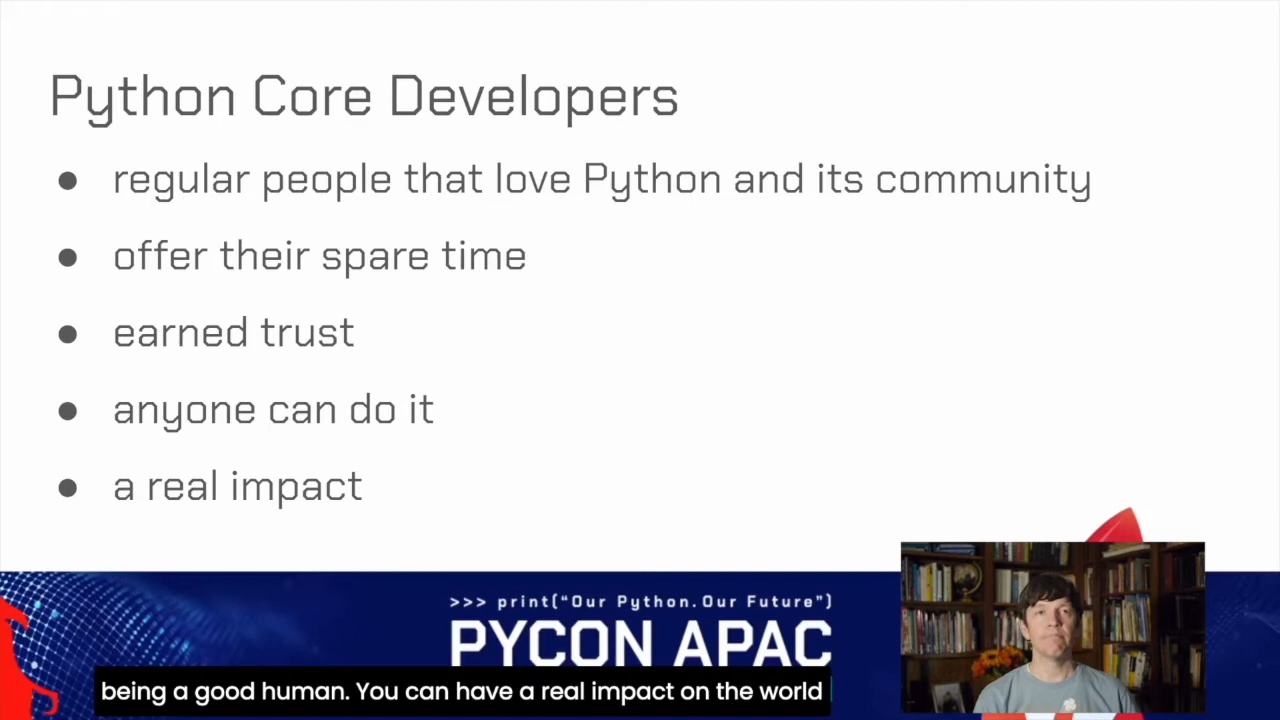 Python Core Developers
● regular people that love Python and its community
● offer their spare time
● earned trust
● anyone can do it
● a real impact
>>> print(“Our Python.Our Future”)
PYCON APAC
being a good human. You can have a real impact on the world